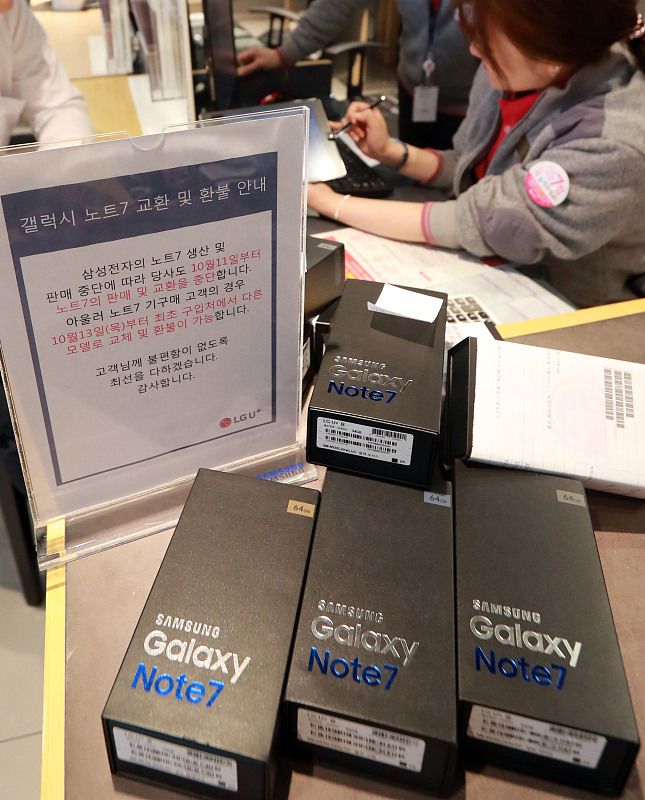 갤럭시 노트7 교환 및 환불 안내
삼성전자의 노트7 생산 및
판매 중단에 따라 당사도 10월11일부터
노트7의 판매 및 교환을 중단합니다.
아울러 노트7 기구매 고객의 경우
10월13일(목)부터 최초 구입처에서 다른
모델로 교체 및 환불이 가능합니다.
고객님께 불편함이 없도록
최선을 다하겠습니다.
감사합니다.
LG U+
SAMSUNG
SAMSUNG
Galaxy
Note7
64GB
SAMSUNG
Galaxy
Note7
64GB
SAMSUNG
Galaxy
Note7
64GB
SAMSUNG
Galaxy
Note7